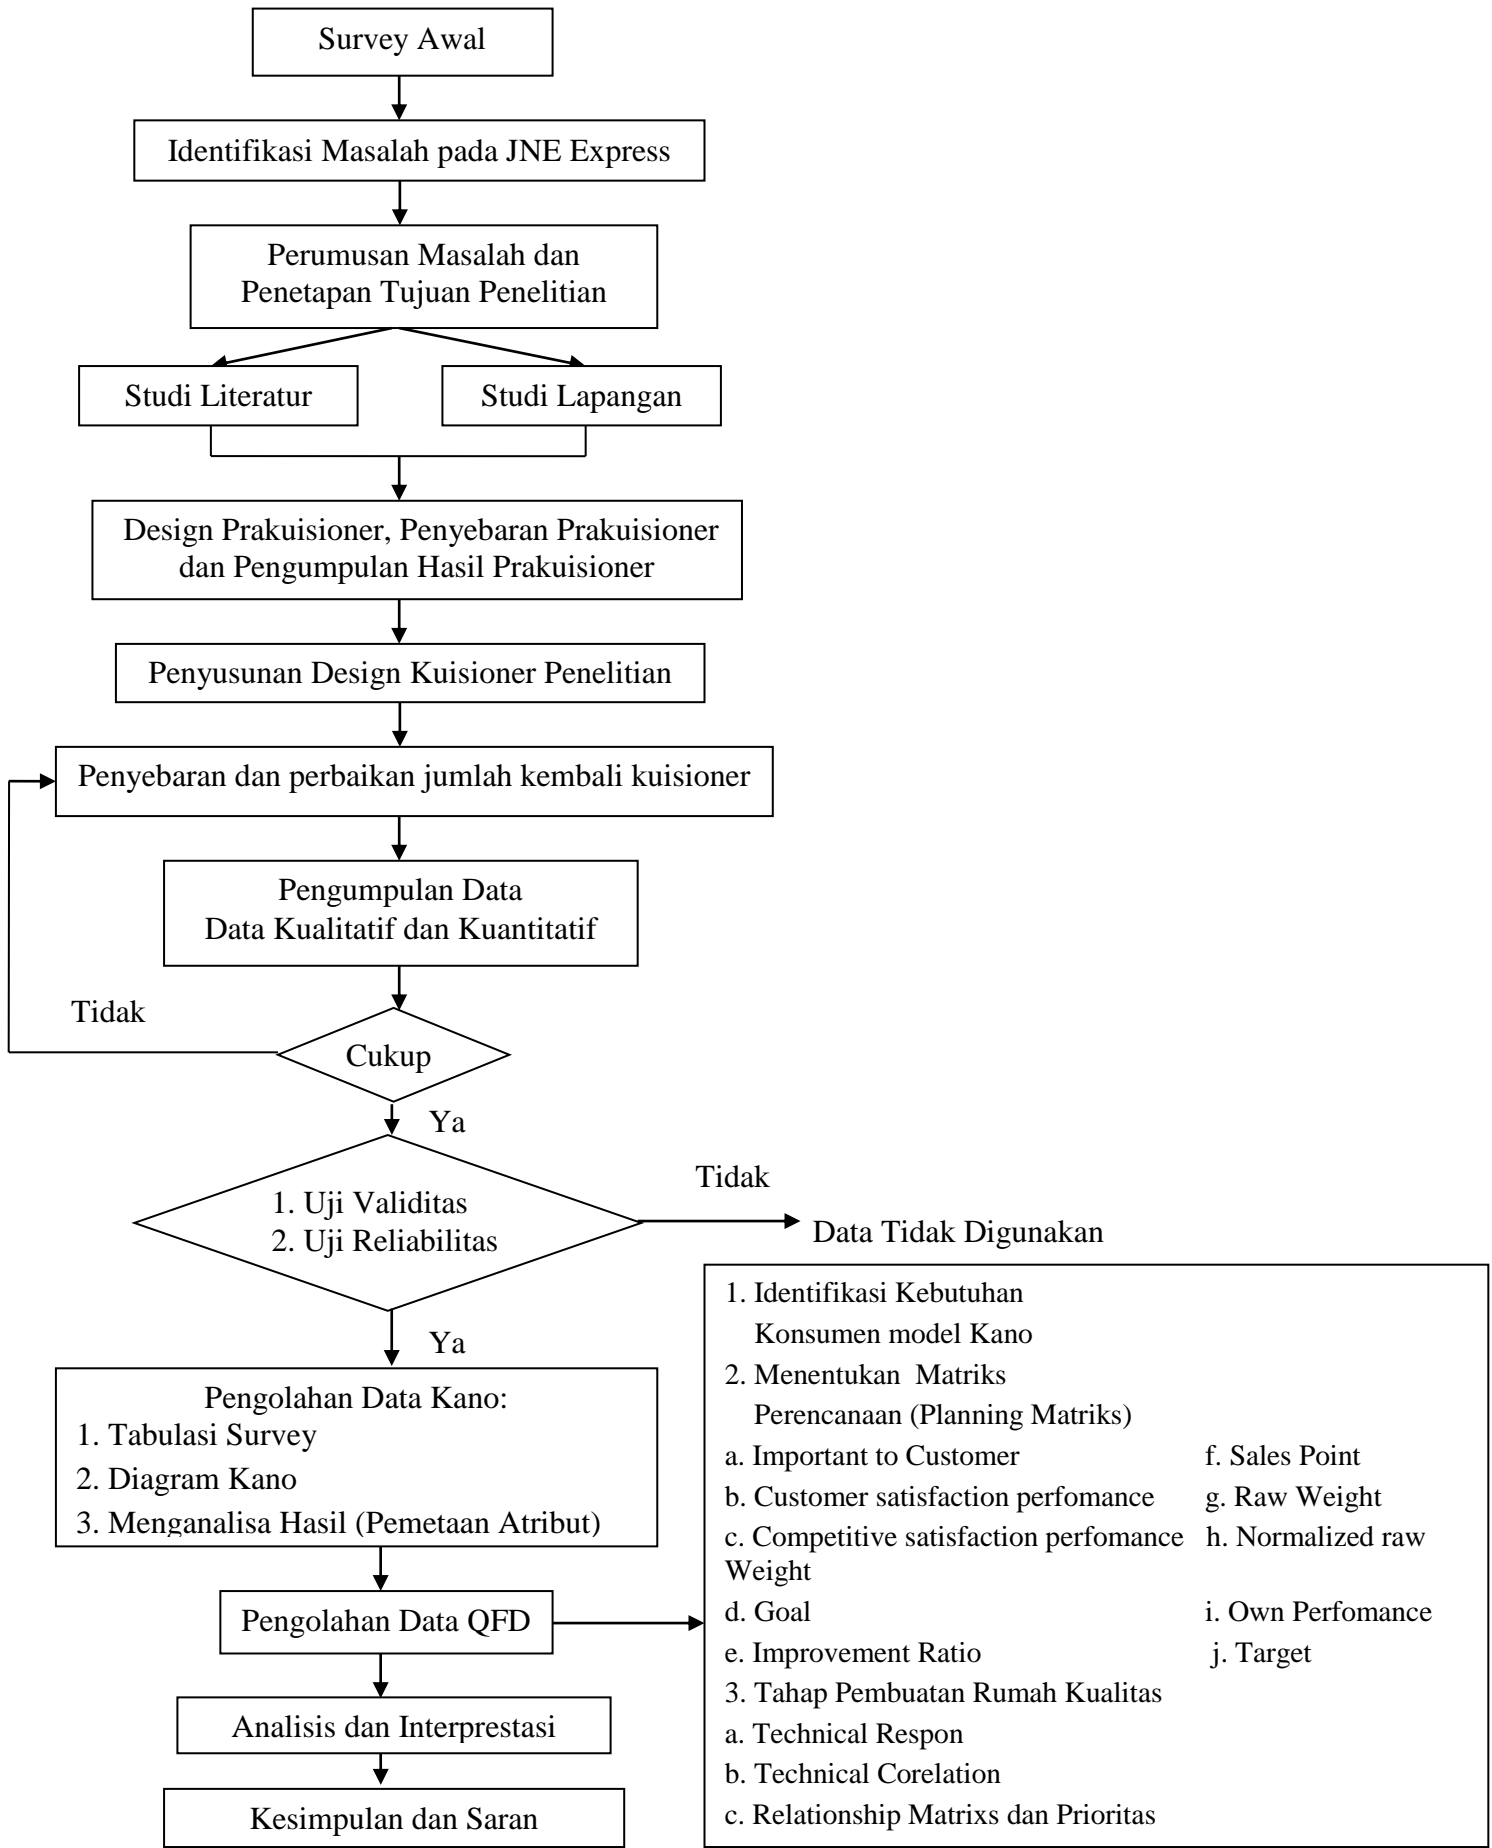 Survey Awal
Identifikasi Masalah pada JNE Express
Perumusan Masalah dan
Penetapan Tujuan Penelitian
Studi Literatur
Studi Lapangan
Design Prakuisioner, Penyebaran Prakuisioner
dan Pengumpulan Hasil Prakuisioner
Penyusunan Design Kuisioner Penelitian
Penyebaran dan perbaikan jumlah kembali kuisioner
Pengumpulan Data
Data Kualitatif dan Kuantitatif
Tidak
Cukup
Ya
Tidak
1. Uji Validitas
2. Uji Reliabilitas
Data Tidak Digunakan
Ya
Pengolahan Data Kano:
1. Tabulasi Survey
2. Diagram Kano
3. Menganalisa Hasil (Pemetaan Atribut)
Pengolahan Data QFD
1. Identifikasi Kebutuhan
Konsumen model Kano
2. Menentukan  Matriks
Perencanaan (Planning Matriks)
a. Important to Customer f. Sales Point
b. Customer satisfaction perfomance g. Raw Weight
c. Competitive satisfaction perfomance h. Normalized raw
Weight
d. Goal i. Own Perfomance
e. Improvement Ratio j. Target
3. Tahap Pembuatan Rumah Kualitas
a. Technical Respon
b. Technical Corelation
c. Relationship Matrixs dan Prioritas
Analisis dan Interprestasi
Kesimpulan dan Saran